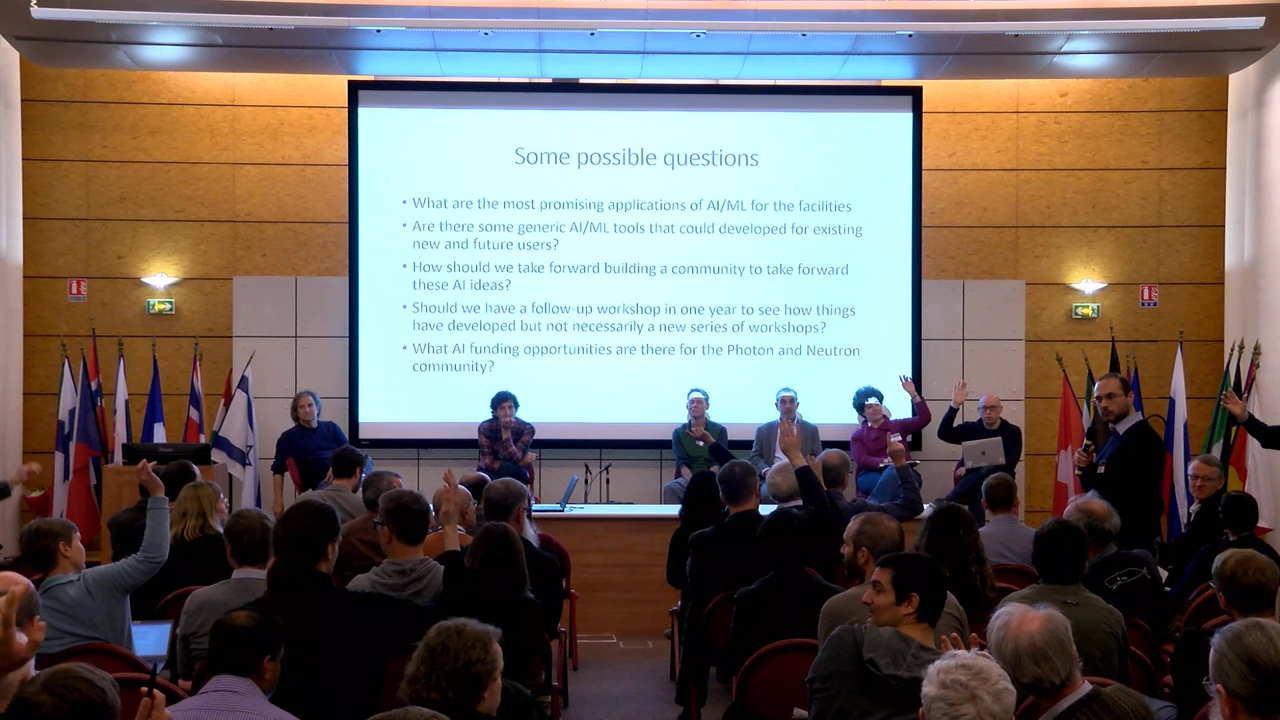 Some possible questions
• What are the most promising applications of AI/ML for the facilities
• Are there some generic AI/ML tools that could developed for existing
new and future users?
• How should we take forward building a community to take forward
these AI ideas?
• Should we have a follow-up workshop in one year to see how things
have developed but not necessarily a new series of workshops?
• What AI funding opportunities are there for the Photon and Neutron
community?